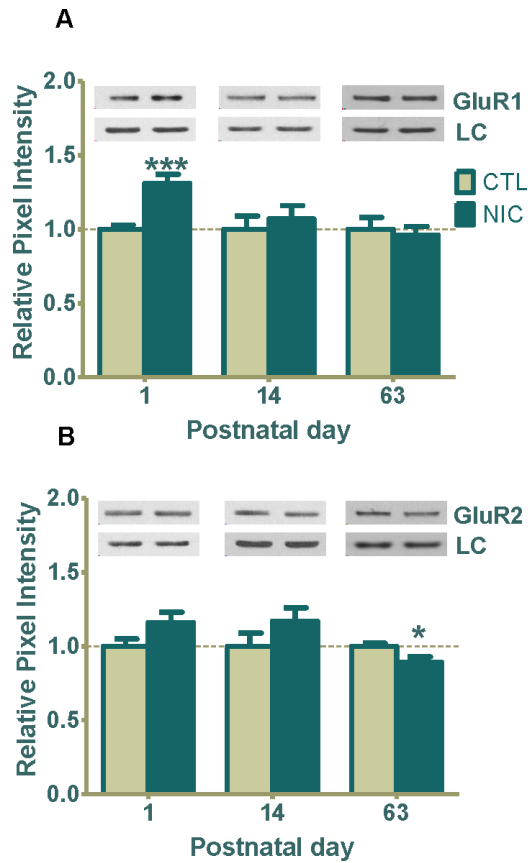 A
2.0
GluR1
LC
1.5
***
CTL
NIC
1.0
0.5
0.0
Relative Pixel Intensity
1 14 63
Postnatal day
B
2.0
GluR2
LC
1.5
*
1.0
0.5
0.0
Relative Pixel Intensity
1 14 63
Postnatal day